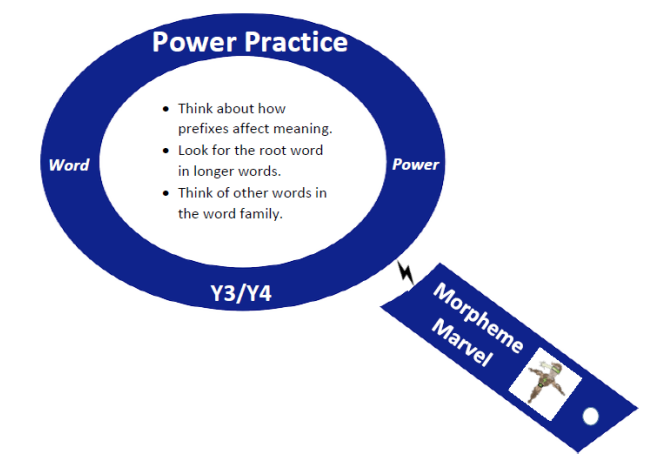 Power Practice
• Think about how
prefixes affect meaning.
• Look for the root word
in longer words.
• Think of other words in
the word family.
Word
Power
Y3/Y4
Morpheme
Marvel